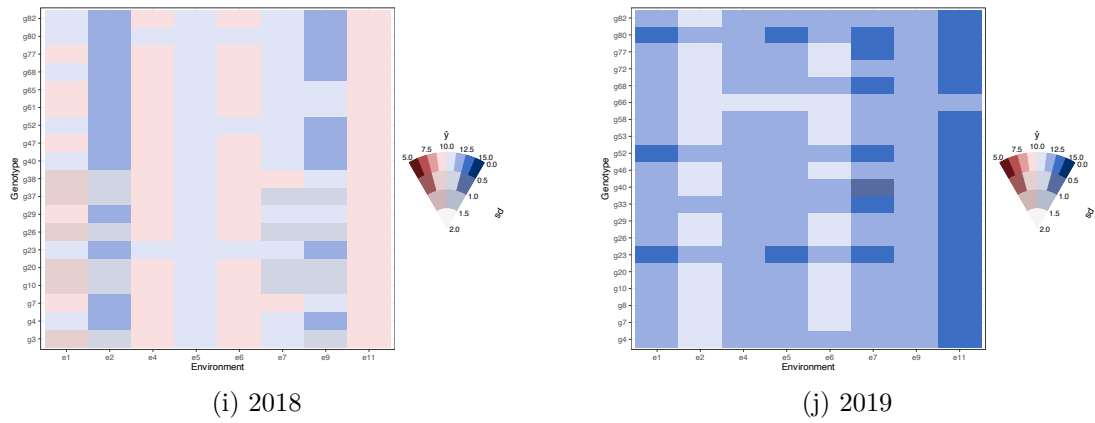 g82
g80
g77
g68
g65
g61
g52
g47
g40
g38
g37
g29
g26
g23
g20
g10
g7
g4
g3
Genotype
e1 e2 e4 e5 e6 e7 e9 e11
Environment
ŷ
5.0 7.5 10.0 12.5 15.0
0.0
0.5
1.0
1.5
2.0
sd
(i) 2018
g82
g80
g77
g72
g68
g66
g58
g53
g52
g46
g40
g33
g29
g26
g23
g20
g10
g8
g7
g4
Genotype
e1 e2 e4 e5 e6 e7 e9 e11
Environment
ŷ
5.0 7.5 10.0 12.5 15.0
0.0
0.5
1.0
1.5
2.0
sd
(j) 2019